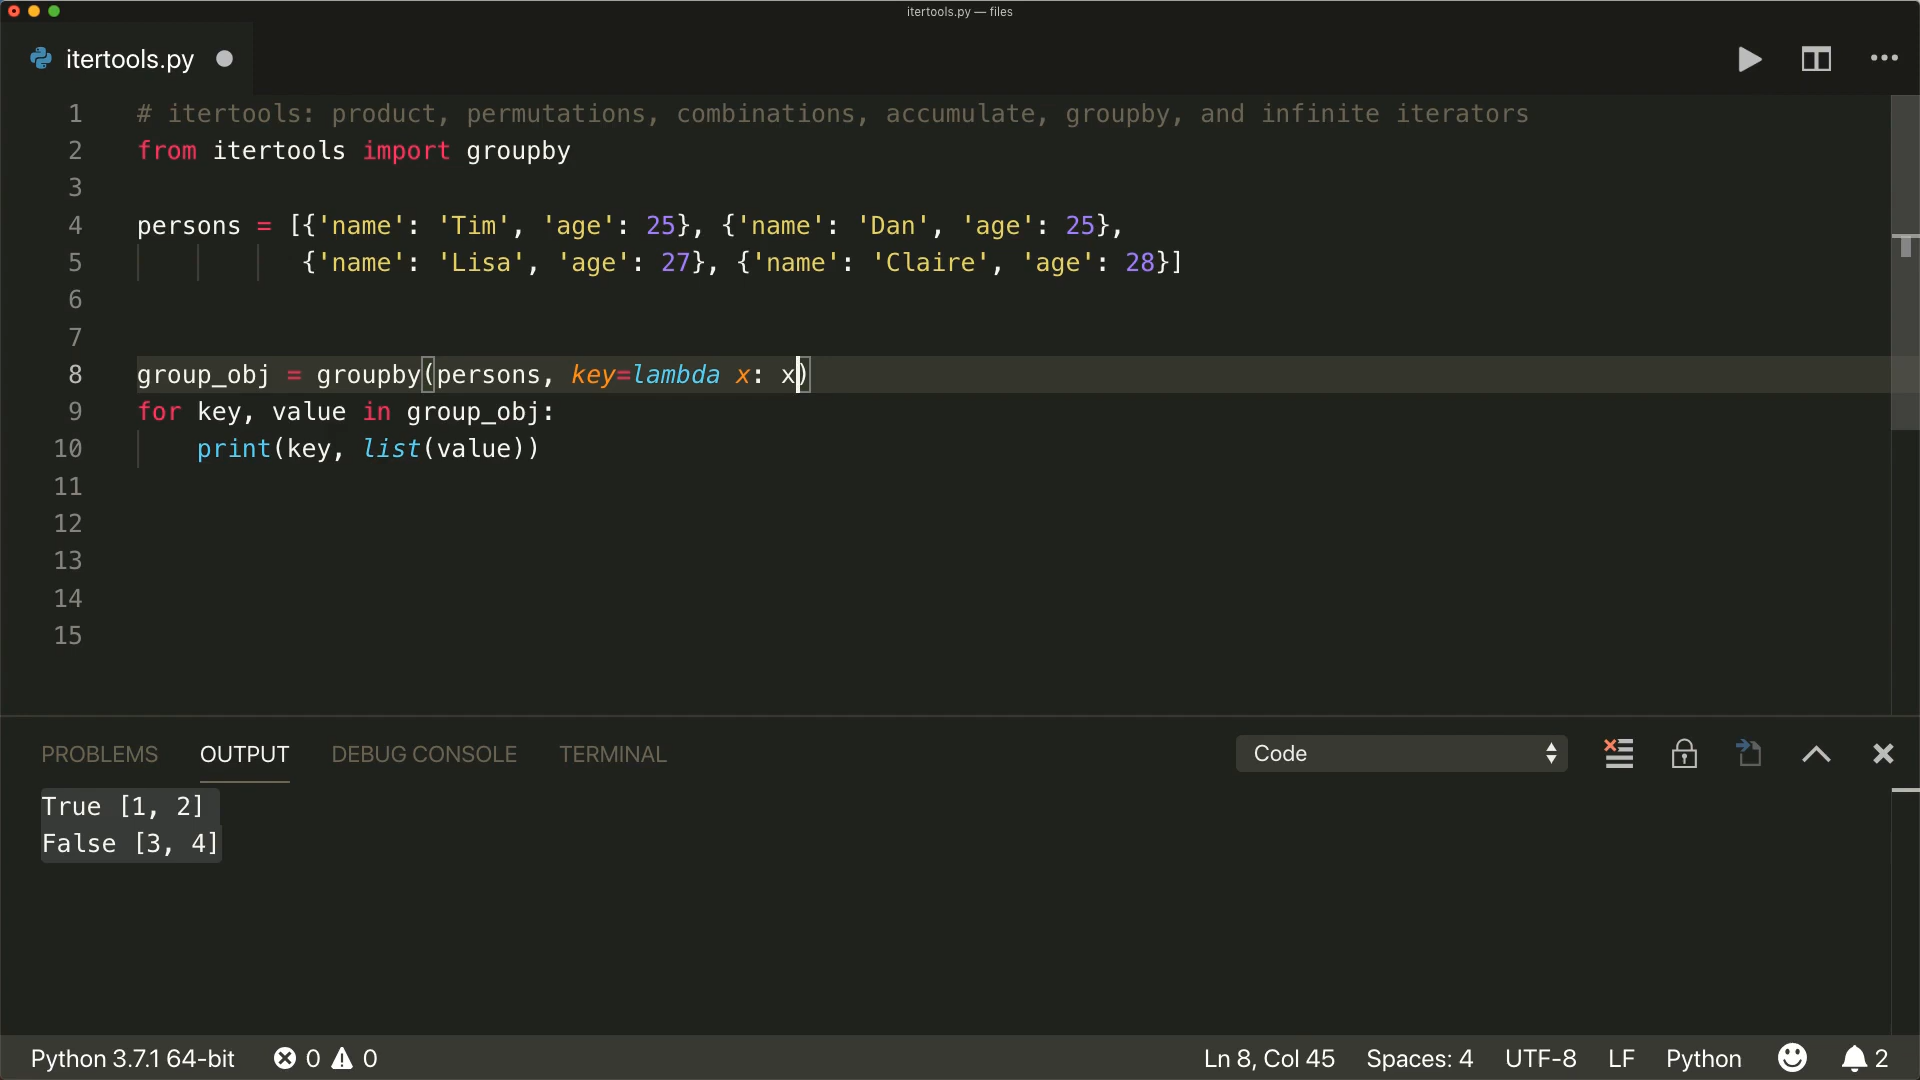 itertools.py — files
itertools.py
1 # itertools: product, permutations, combinations, accumulate, groupby, and infinite iterators
2 from itertools import groupby
3
4 persons = [{'name': 'Tim', 'age': 25}, {'name': 'Dan', 'age': 25},
5 {'name': 'Lisa', 'age': 27}, {'name': 'Claire', 'age': 28}]
6
7
8 group_obj = groupby(persons, key=lambda x: x)
9 for key, value in group_obj:
10 print(key, list(value))
11
12
13
14
15
PROBLEMS OUTPUT DEBUG CONSOLE TERMINAL Code
True [1, 2]
False [3, 4]
Python 3.7.1 64-bit 0 0 Ln 8, Col 45 Spaces: 4 UTF-8 LF Python 2